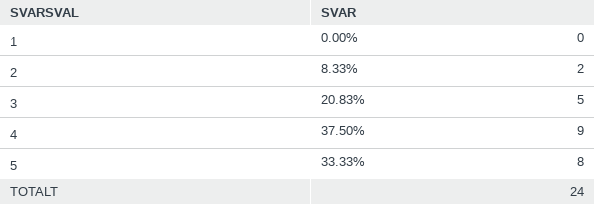 SVARSVAL SVAR
1 0.00% 0
2 8.33% 2
3 20.83% 5
4 37.50% 9
5 33.33% 8
TOTALT 24